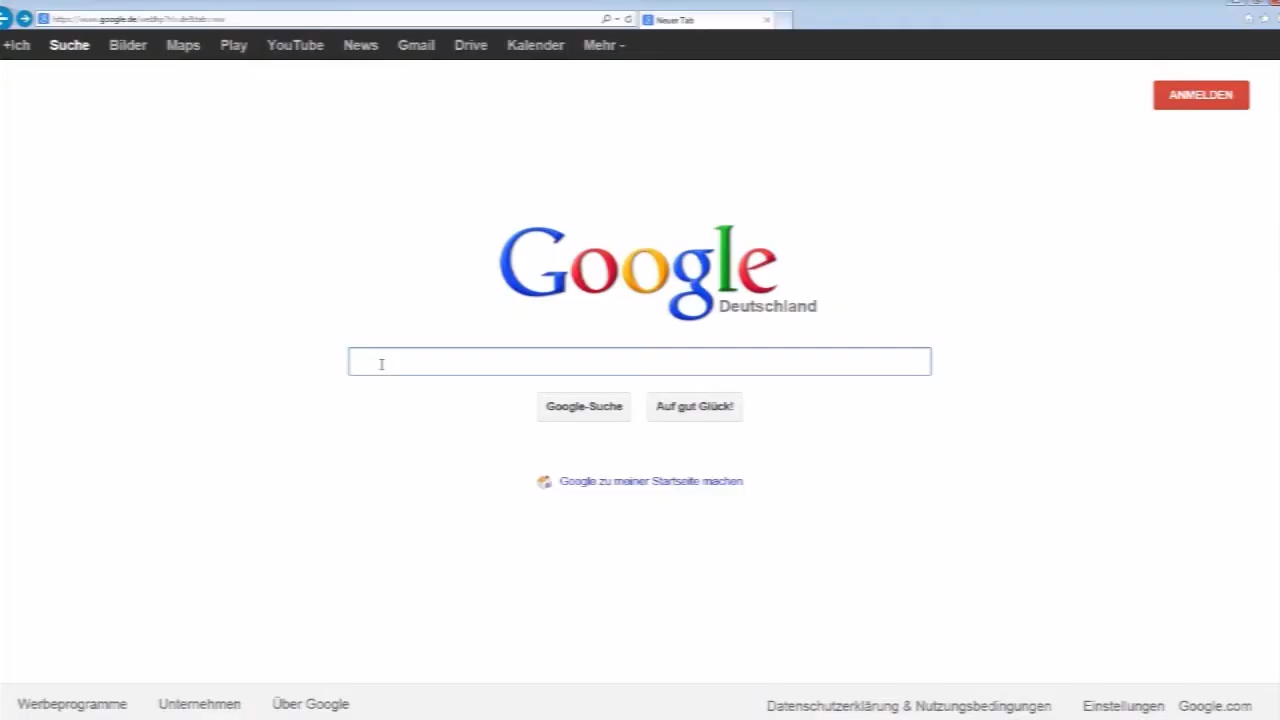 Neuer Tab
+Ich Suche Bilder Maps Play YouTube News Gmail Drive Kalender Mehr
ANMELDEN
Google
Deutschland
Google-Suche Auf gut Glück!
Google zu meiner Startseite machen
Werbeprogramme Unternehmen Über Google Datenschutzerklärung & Nutzungsbedingungen Einstellungen Google.com